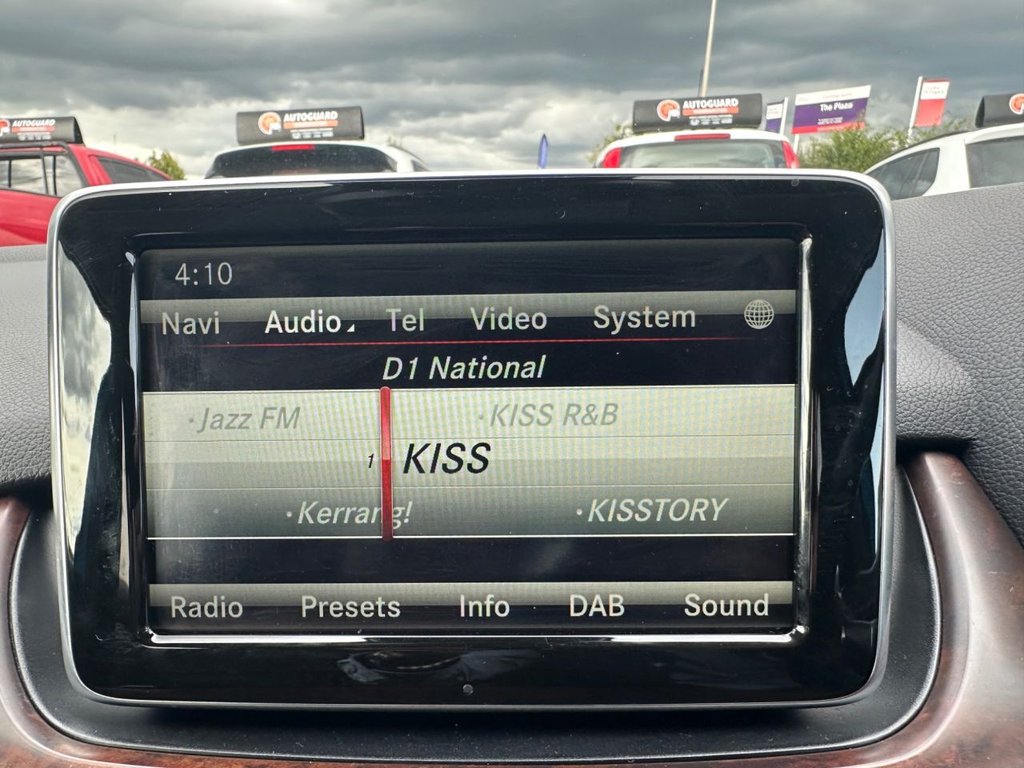 AUTOGUARD
AUTOGUARD
AUTOGUARD
The Plaza
4:10
Navi Audio Tel Video System
D1 National
·Jazz FM ·KISS R&B
1 KISS
·Kerrang! ·KISSTORY
Radio Presets Info DAB Sound